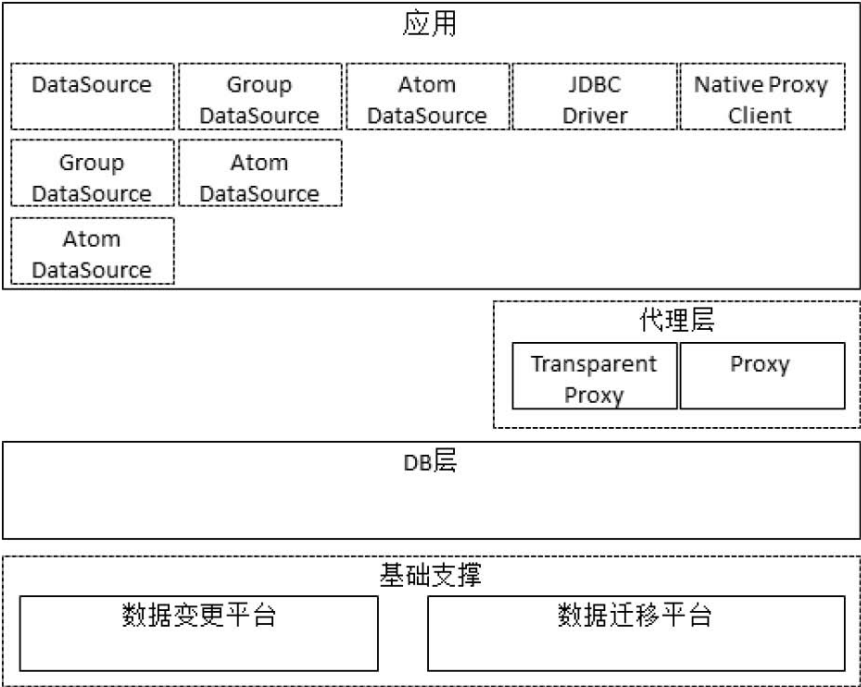 应用
DataSource
Group
DataSource
Atom
DataSource
JDBC
Driver
Native Proxy
Client
Group
DataSource
Atom
DataSource
Atom
DataSource
代理层
Transparent
Proxy
Proxy
DB层
基础支撑
数据变更平台
数据迁移平台